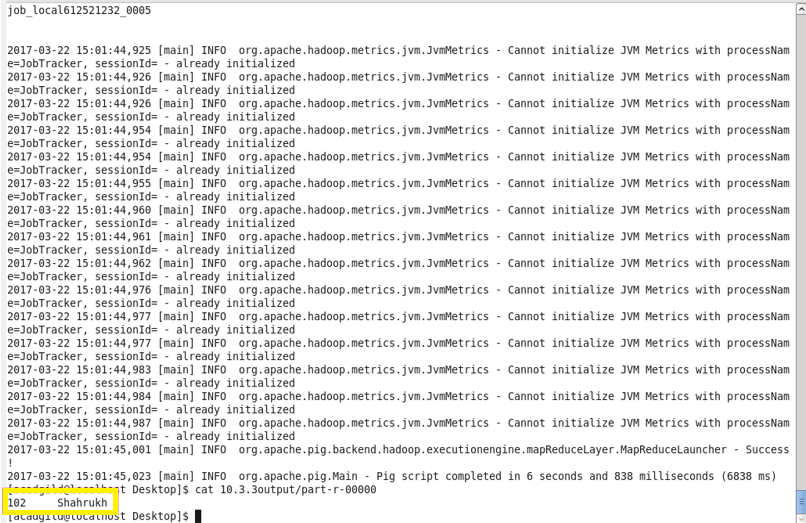 job_local612521232_0005
2017-03-22 15:01:44,925 [main] INFO  org.apache.hadoop.metrics.jvm.JvmMetrics - Cannot initialize JVM Metrics with processNam
e=JobTracker, sessionId= - already initialized
2017-03-22 15:01:44,926 [main] INFO  org.apache.hadoop.metrics.jvm.JvmMetrics - Cannot initialize JVM Metrics with processNam
e=JobTracker, sessionId= - already initialized
2017-03-22 15:01:44,926 [main] INFO  org.apache.hadoop.metrics.jvm.JvmMetrics - Cannot initialize JVM Metrics with processNam
e=JobTracker, sessionId= - already initialized
2017-03-22 15:01:44,954 [main] INFO  org.apache.hadoop.metrics.jvm.JvmMetrics - Cannot initialize JVM Metrics with processNam
e=JobTracker, sessionId= - already initialized
2017-03-22 15:01:44,954 [main] INFO  org.apache.hadoop.metrics.jvm.JvmMetrics - Cannot initialize JVM Metrics with processNam
e=JobTracker, sessionId= - already initialized
2017-03-22 15:01:44,955 [main] INFO  org.apache.hadoop.metrics.jvm.JvmMetrics - Cannot initialize JVM Metrics with processNam
e=JobTracker, sessionId= - already initialized
2017-03-22 15:01:44,960 [main] INFO  org.apache.hadoop.metrics.jvm.JvmMetrics - Cannot initialize JVM Metrics with processNam
e=JobTracker, sessionId= - already initialized
2017-03-22 15:01:44,961 [main] INFO  org.apache.hadoop.metrics.jvm.JvmMetrics - Cannot initialize JVM Metrics with processNam
e=JobTracker, sessionId= - already initialized
2017-03-22 15:01:44,962 [main] INFO  org.apache.hadoop.metrics.jvm.JvmMetrics - Cannot initialize JVM Metrics with processNam
e=JobTracker, sessionId= - already initialized
2017-03-22 15:01:44,976 [main] INFO  org.apache.hadoop.metrics.jvm.JvmMetrics - Cannot initialize JVM Metrics with processNam
e=JobTracker, sessionId= - already initialized
2017-03-22 15:01:44,977 [main] INFO  org.apache.hadoop.metrics.jvm.JvmMetrics - Cannot initialize JVM Metrics with processNam
e=JobTracker, sessionId= - already initialized
2017-03-22 15:01:44,977 [main] INFO  org.apache.hadoop.metrics.jvm.JvmMetrics - Cannot initialize JVM Metrics with processNam
e=JobTracker, sessionId= - already initialized
2017-03-22 15:01:44,983 [main] INFO  org.apache.hadoop.metrics.jvm.JvmMetrics - Cannot initialize JVM Metrics with processNam
e=JobTracker, sessionId= - already initialized
2017-03-22 15:01:44,984 [main] INFO  org.apache.hadoop.metrics.jvm.JvmMetrics - Cannot initialize JVM Metrics with processNam
e=JobTracker, sessionId= - already initialized
2017-03-22 15:01:44,987 [main] INFO  org.apache.hadoop.metrics.jvm.JvmMetrics - Cannot initialize JVM Metrics with processNam
e=JobTracker, sessionId= - already initialized
2017-03-22 15:01:45,001 [main] INFO  org.apache.pig.backend.hadoop.executionengine.mapReduceLayer.MapReduceLauncher - Success
!
2017-03-22 15:01:45,023 [main] INFO  org.apache.pig.Main - Pig script completed in 6 seconds and 838 milliseconds (6838 ms)
[acadgild@localhost Desktop]$ cat 10.3.3output/part-r-00000
102     Shahrukh
[acadgild@localhost Desktop]$